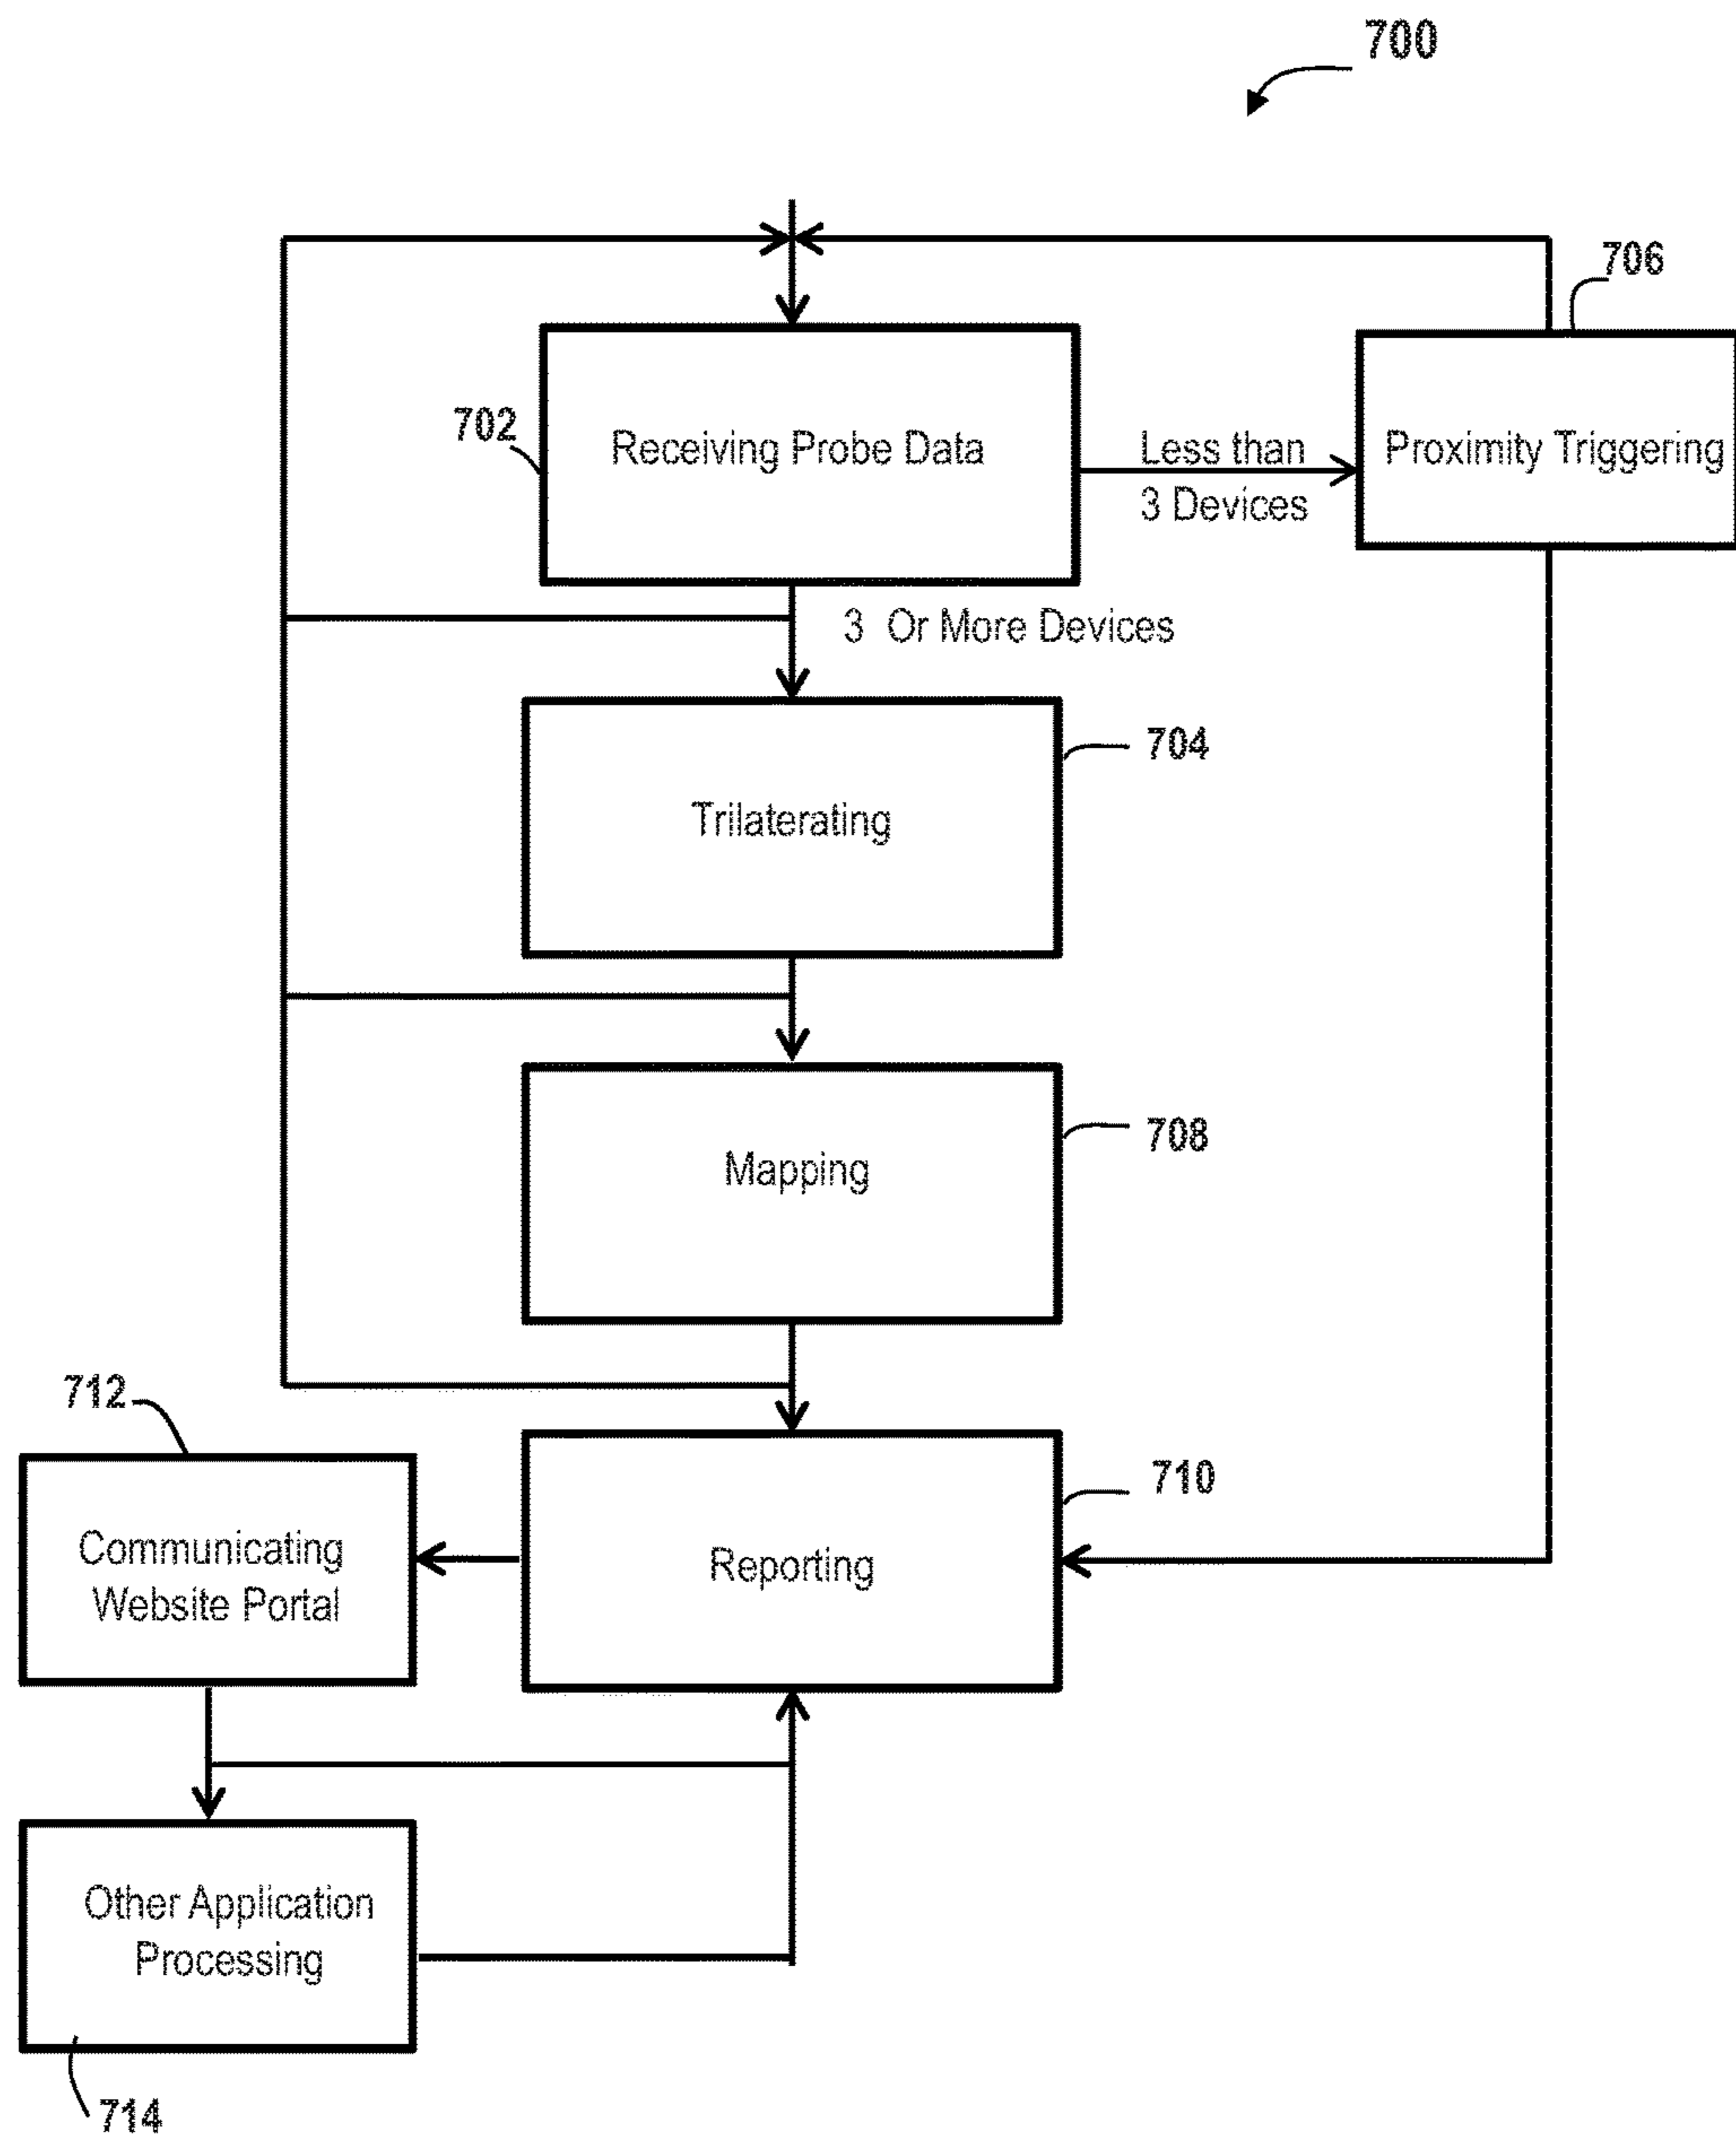 700
706
702
Receiving Probe Data
Less than
3 Devices
Proximity Triggering
3 Or More Devices
704
Trilaterating
708
Mapping
712
710
Communicating
Website Portal
Reporting
Other Application
Processing
714